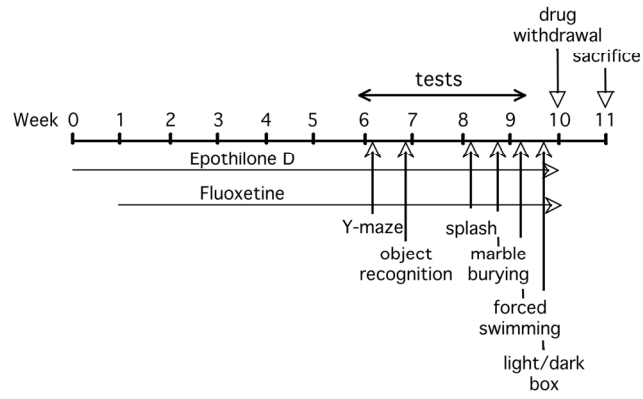 drug
withdrawal
sacrifice
tests
Week 0 1 2 3 4 5 6 7 8 9 10 11
Epothilone D
Fluoxetine
Y-maze
splash
object
recognition
marble
burying
forced
swimming
light/dark
box